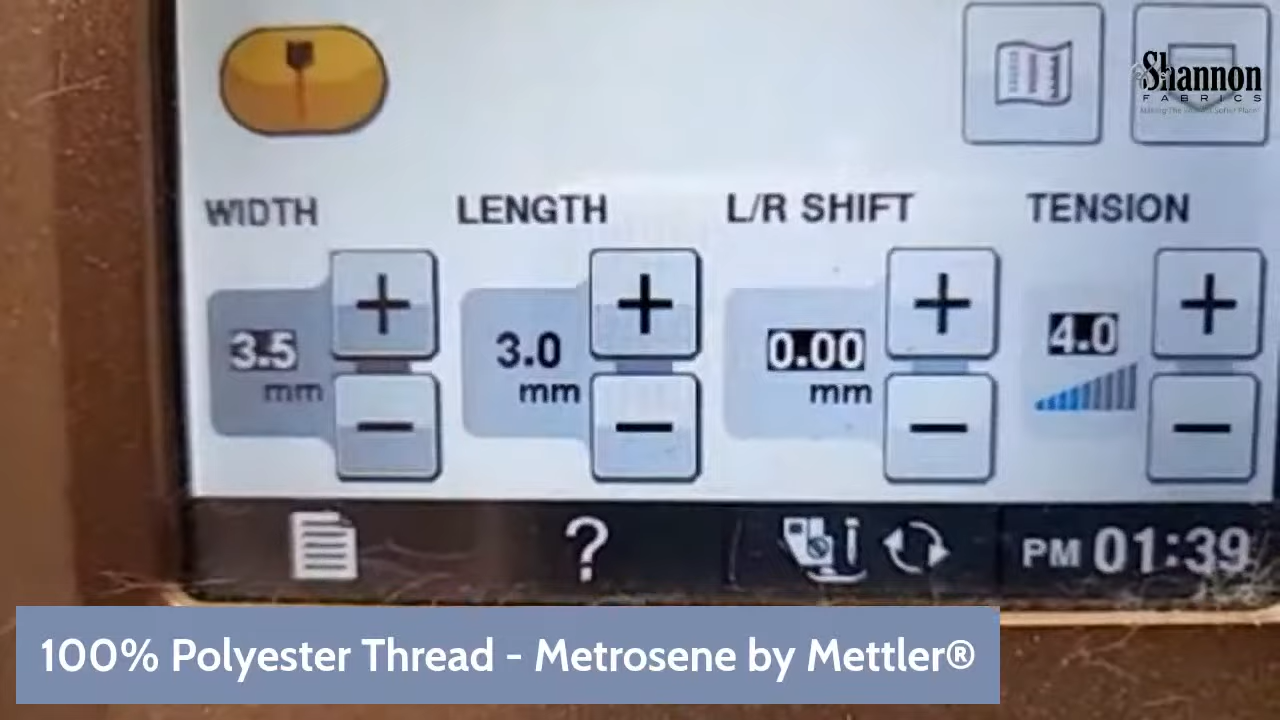 Shannon
FABRICS
WIDTH
LENGTH
L/R SHIFT
TENSION
3.5
mm
3.0
mm
0.00
mm
4.0
?
PM 01:39
100% Polyester Thread - Metrosene by Mettler®